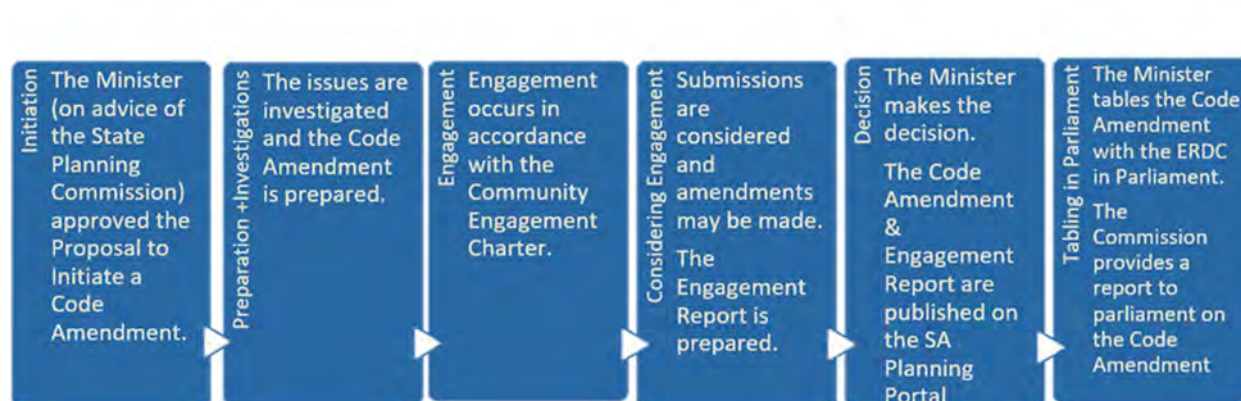 Initiation
The Minister
(on advice of
the State
Planning
Commission)
approved the
Proposal to
Initiate a
Code
Amendment.
Preparation +Investigations
The issues are
investigated
and the Code
Amendment
is prepared.
Engagement
Engagement
occurs in
accordance
with the
Community
Engagement
Charter.
Considering Engagement
Submissions
are
considered
and
amendments
may be made.
The
Engagement
Report is
prepared.
Decision
The Minister
makes the
decision.
The Code
Amendment
&
Engagement
Report are
published on
the SA
Planning
Portal
Tabling in Parliament
The Minister
tables the Code
Amendment
with the ERDC
in Parliament.
The
Commission
provides a
report to
parliament on
the Code
Amendment